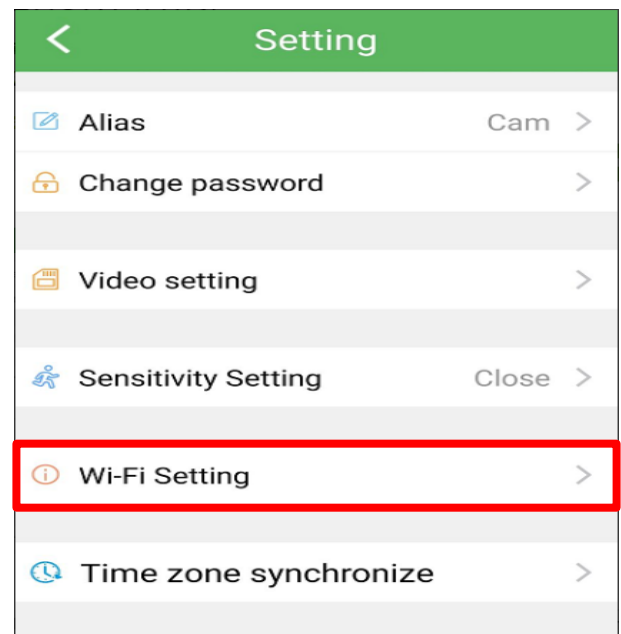 Setting
Alias Cam
Change password
Video setting
Sensitivity Setting Close
Wi-Fi Setting
Time zone synchronize